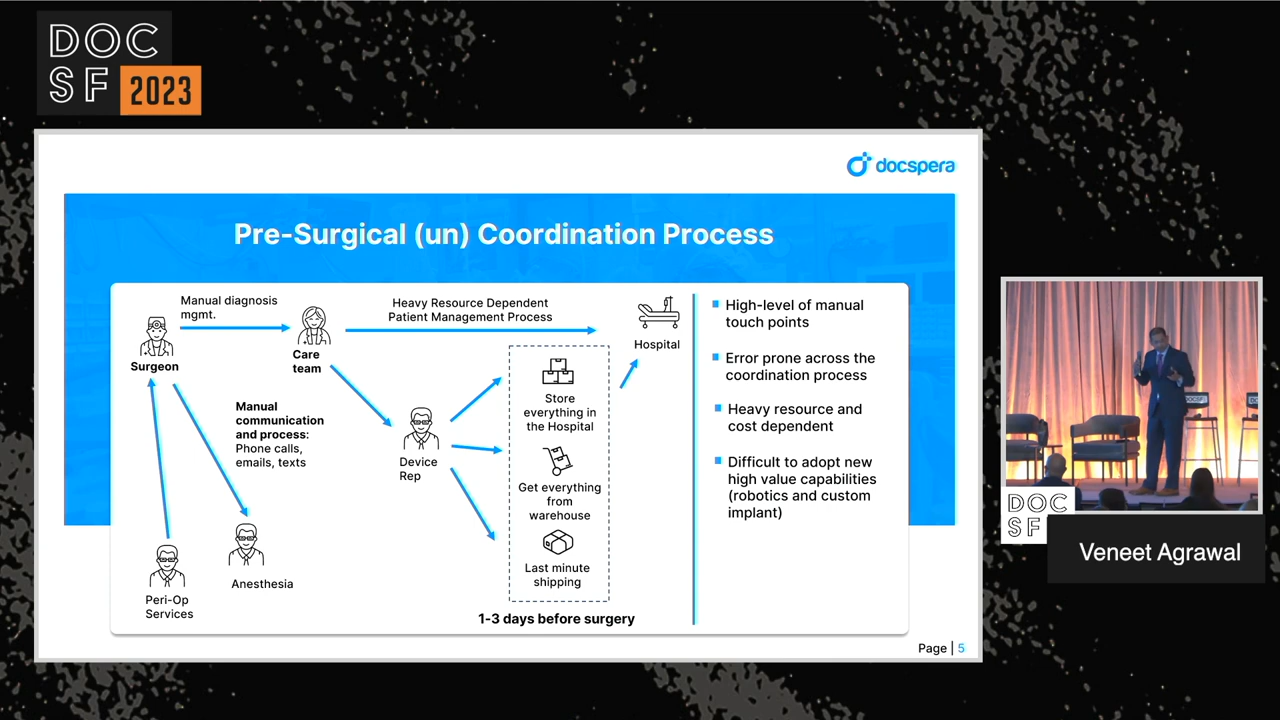 DOC
SF 2023
docspera
Pre-Surgical (un) Coordination Process
Manual diagnosis
mgmt.
Heavy Resource Dependent
Patient Management Process
Surgeon
Care
team
Hospital
Manual
communication
and process:
Phone calls,
emails, texts
Device
Rep
Store
everything in
the Hospital
Get everything
from
warehouse
Last minute
shipping
Anesthesia
Peri-Op
Services
1-3 days before surgery
High-level of manual
touch points
Error prone across the
coordination process
Heavy resource and
cost dependent
Difficult to adopt new
high value capabilities
(robotics and custom
implant)
Page | 5
DOC
SF
Veneet Agrawal